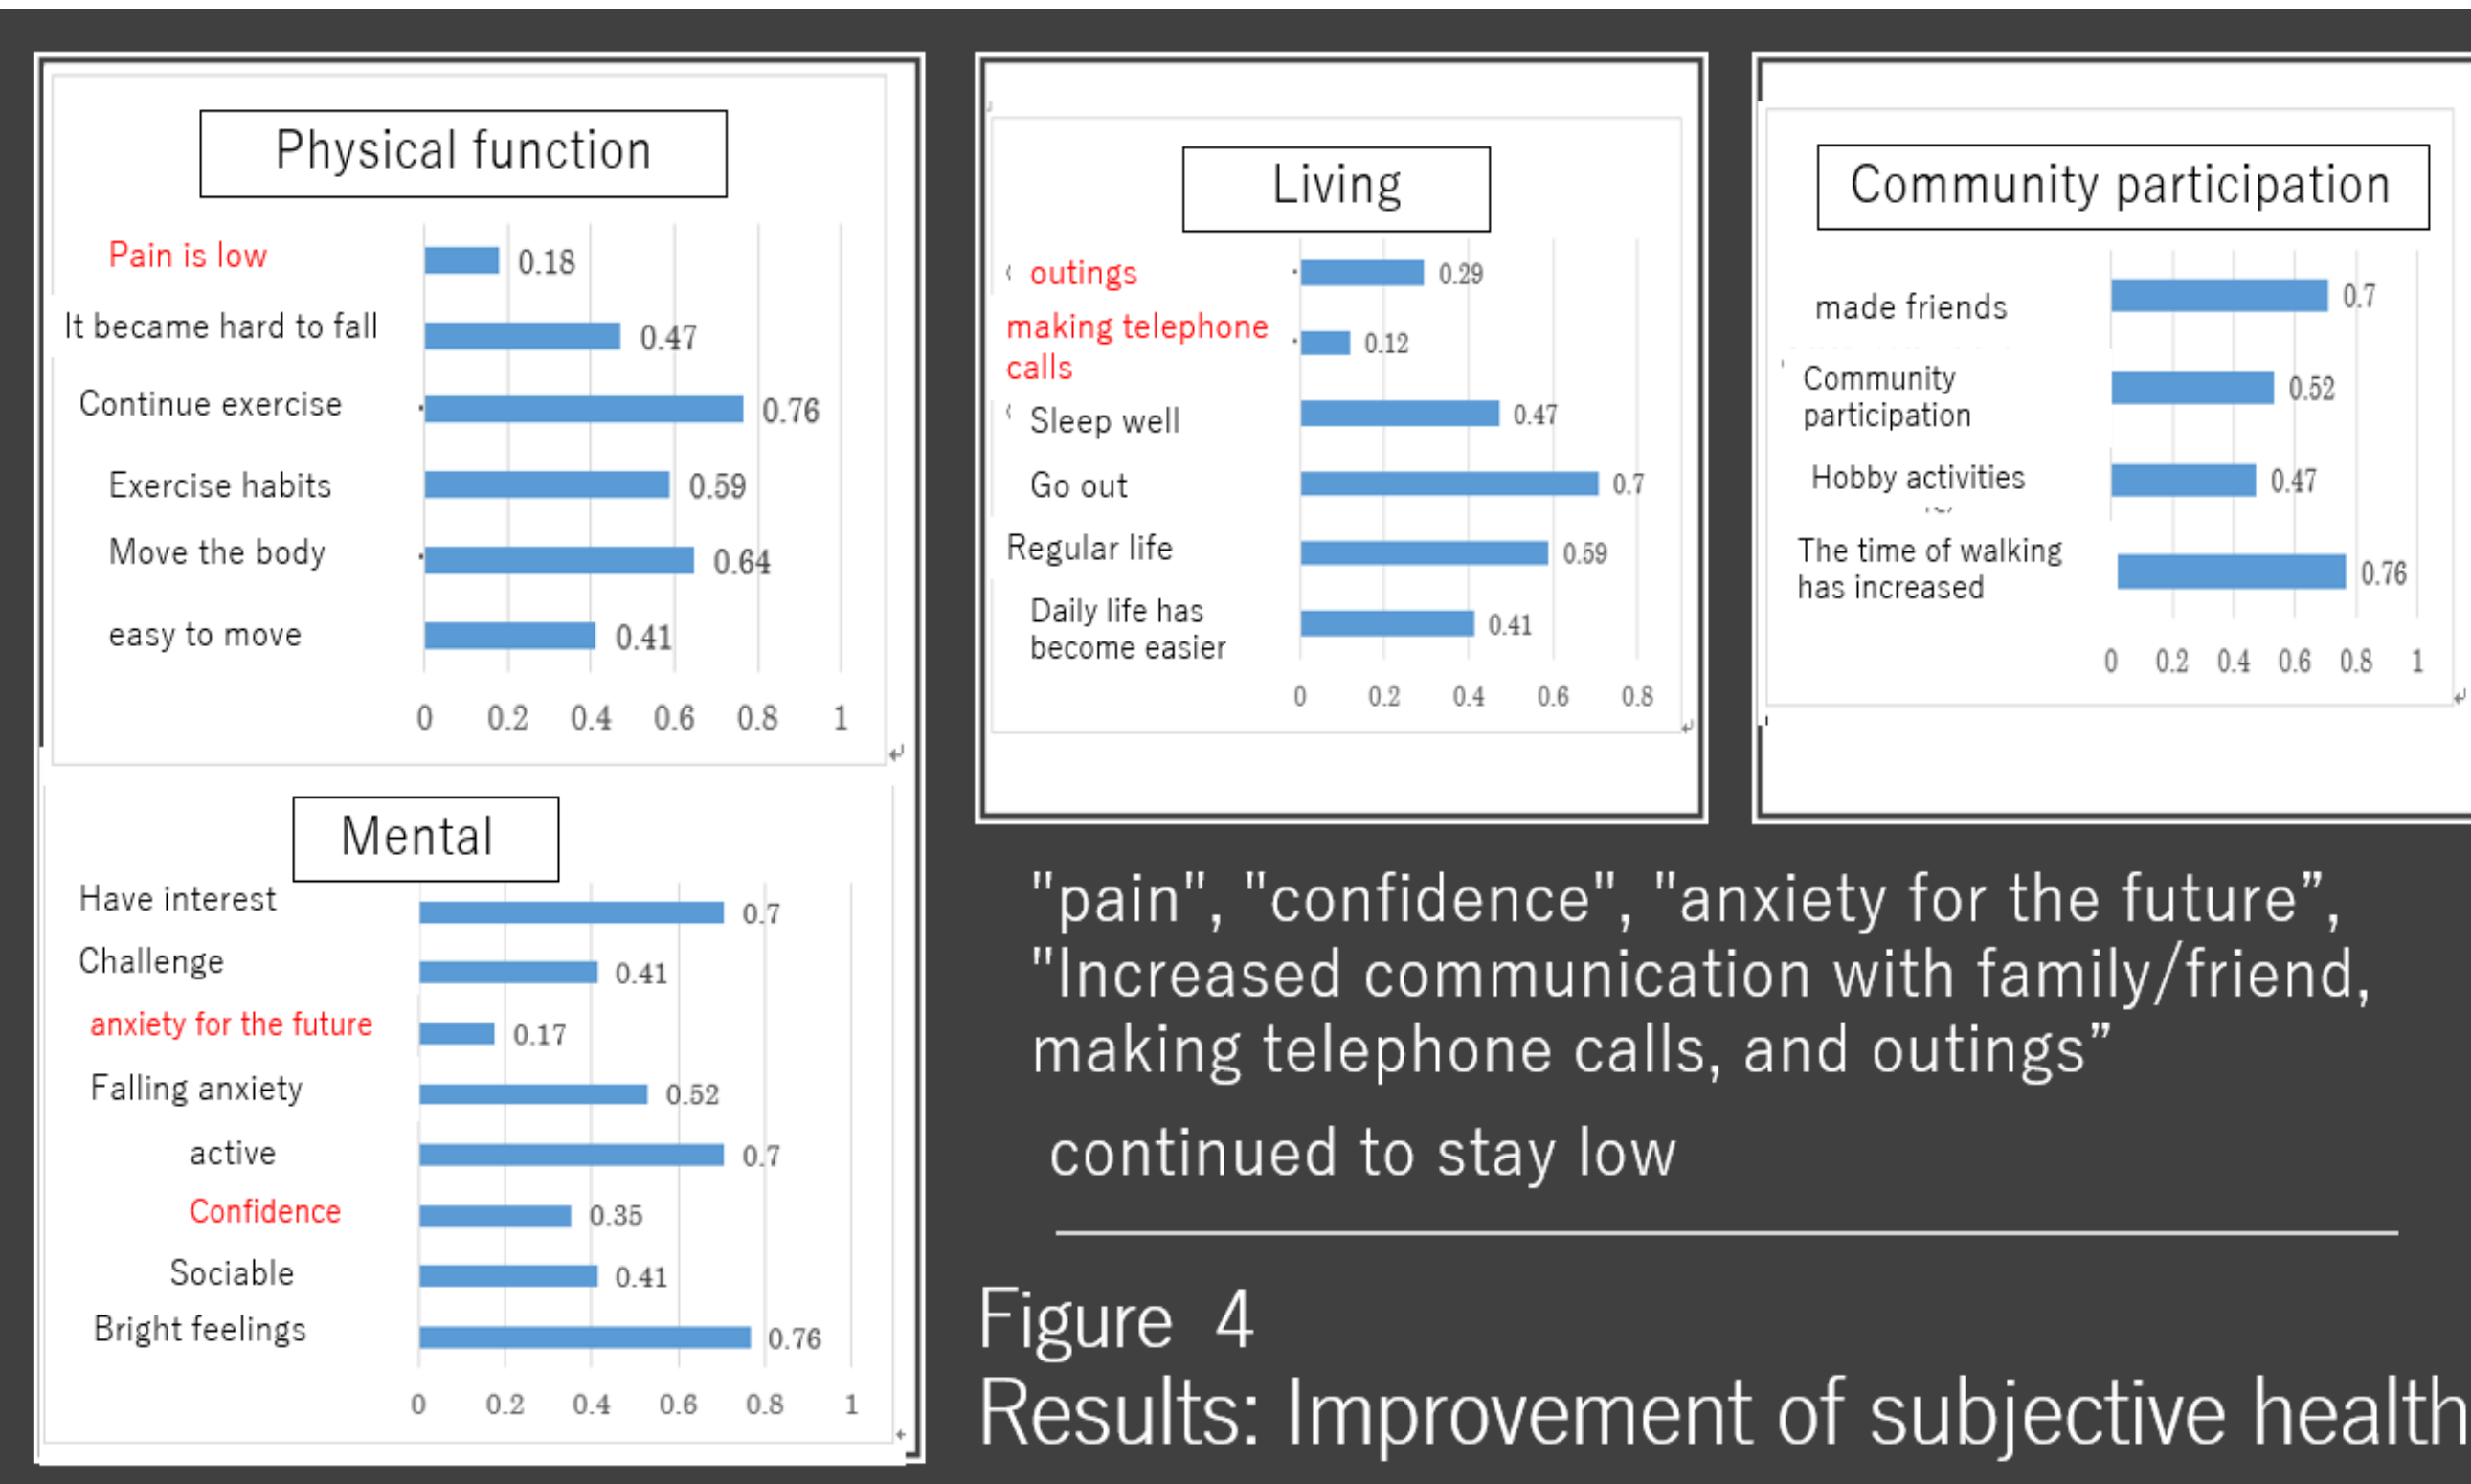 Physical function
Pain is low 0.18
It became hard to fall 0.47
Continue exercise 0.76
Exercise habits 0.59
Move the body 0.64
easy to move 0.41
0 0.2 0.4 0.6 0.8 1
Mental
Have interest 0.7
Challenge 0.41
anxiety for the future 0.17
Falling anxiety 0.52
active 0.7
Confidence 0.35
Sociable 0.41
Bright feelings 0.76
0 0.2 0.4 0.6 0.8 1
Living
outings 0.29
making telephone
calls 0.12
Sleep well 0.47
Go out 0.7
Regular life 0.59
Daily life has
become easier 0.41
0 0.2 0.4 0.6 0.8
Community participation
made friends 0.7
Community
participation 0.52
Hobby activities 0.47
The time of walking
has increased 0.76
0 0.2 0.4 0.6 0.8 1
"pain", "confidence", "anxiety for the future”,
"Increased communication with family/friend,
making telephone calls, and outings”
continued to stay low
Figure 4
Results: Improvement of subjective health